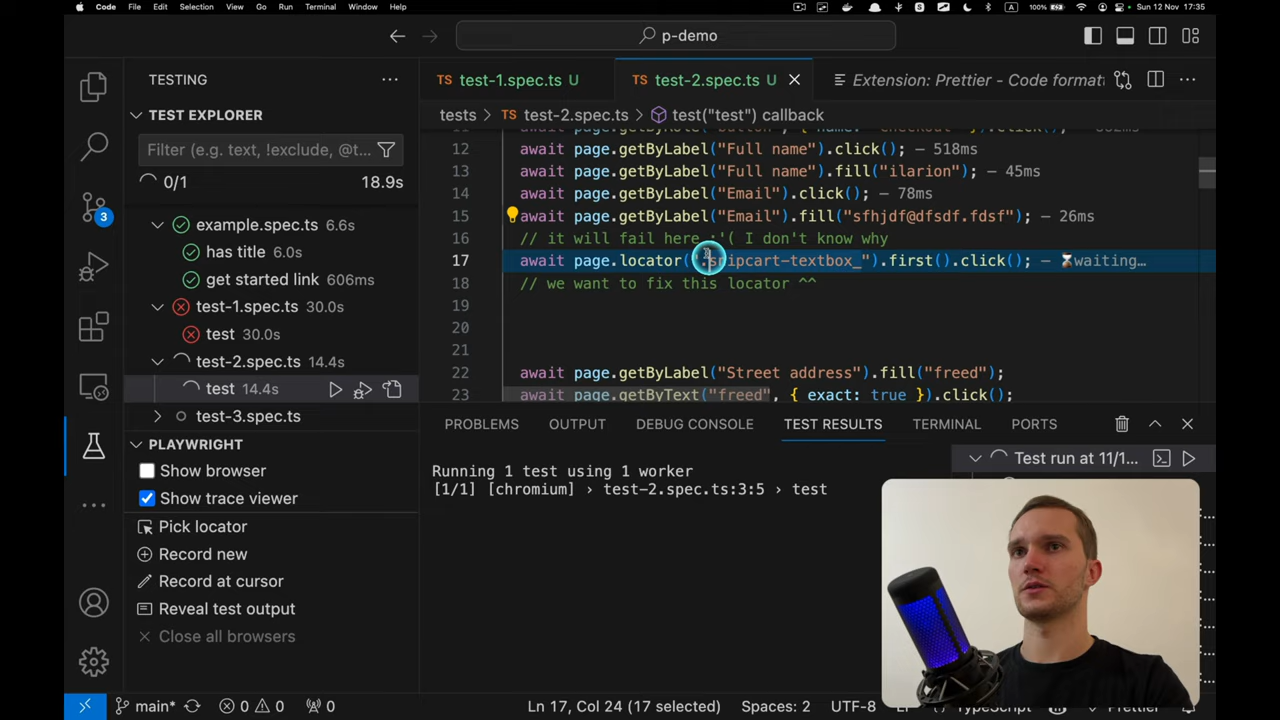 Code File Edit Selection View Go Run Terminal Window Help 100% Sun 12 Nov 17:35
p-demo
TESTING
TS test-1.spec.ts U
TS test-2.spec.ts U
Extension: Prettier - Code format
TEST EXPLORER
tests > TS test-2.spec.ts > test("test") callback
Filter (e.g. text, !exclude, @t...
0/1 18.9s
example.spec.ts 6.6s
has title 6.0s
get started link 606ms
test-1.spec.ts 30.0s
test 30.0s
test-2.spec.ts 14.4s
test 14.4s
test-3.spec.ts
PLAYWRIGHT
Show browser
Show trace viewer
Pick locator
Record new
Record at cursor
Reveal test output
Close all browsers
3
12 await page.getByLabel("Full name").click(); — 518ms
13 await page.getByLabel("Full name").fill("ilarion"); — 45ms
14 await page.getByLabel("Email").click(); — 78ms
15 await page.getByLabel("Email").fill("sfhjdf@dfsdf.fdsf"); — 26ms
16 // it will fail here :'( I don't know why
17 await page.locator(".snipcart-textbox_").first().click(); — ⌛waiting…
18 // we want to fix this locator ^^
19
20
21
22 await page.getByLabel("Street address").fill("freed");
23 await page.getByText("freed", { exact: true }).click();
PROBLEMS OUTPUT DEBUG CONSOLE TEST RESULTS TERMINAL PORTS
Running 1 test using 1 worker
[1/1] [chromium] › test-2.spec.ts:3:5 › test
Test run at 11/1...
main* 0 0 0 Ln 17, Col 24 (17 selected) Spaces: 2 UTF-8 LF TypeScript Prettier